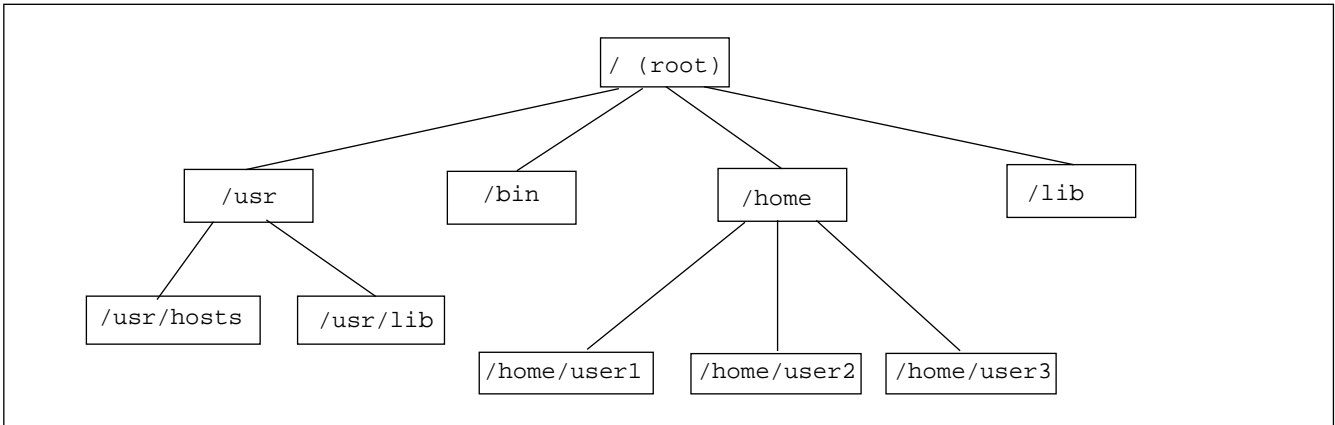 / (root)
/usr
/bin
/home
/lib
/usr/hosts
/usr/lib
/home/user1
/home/user2
/home/user3